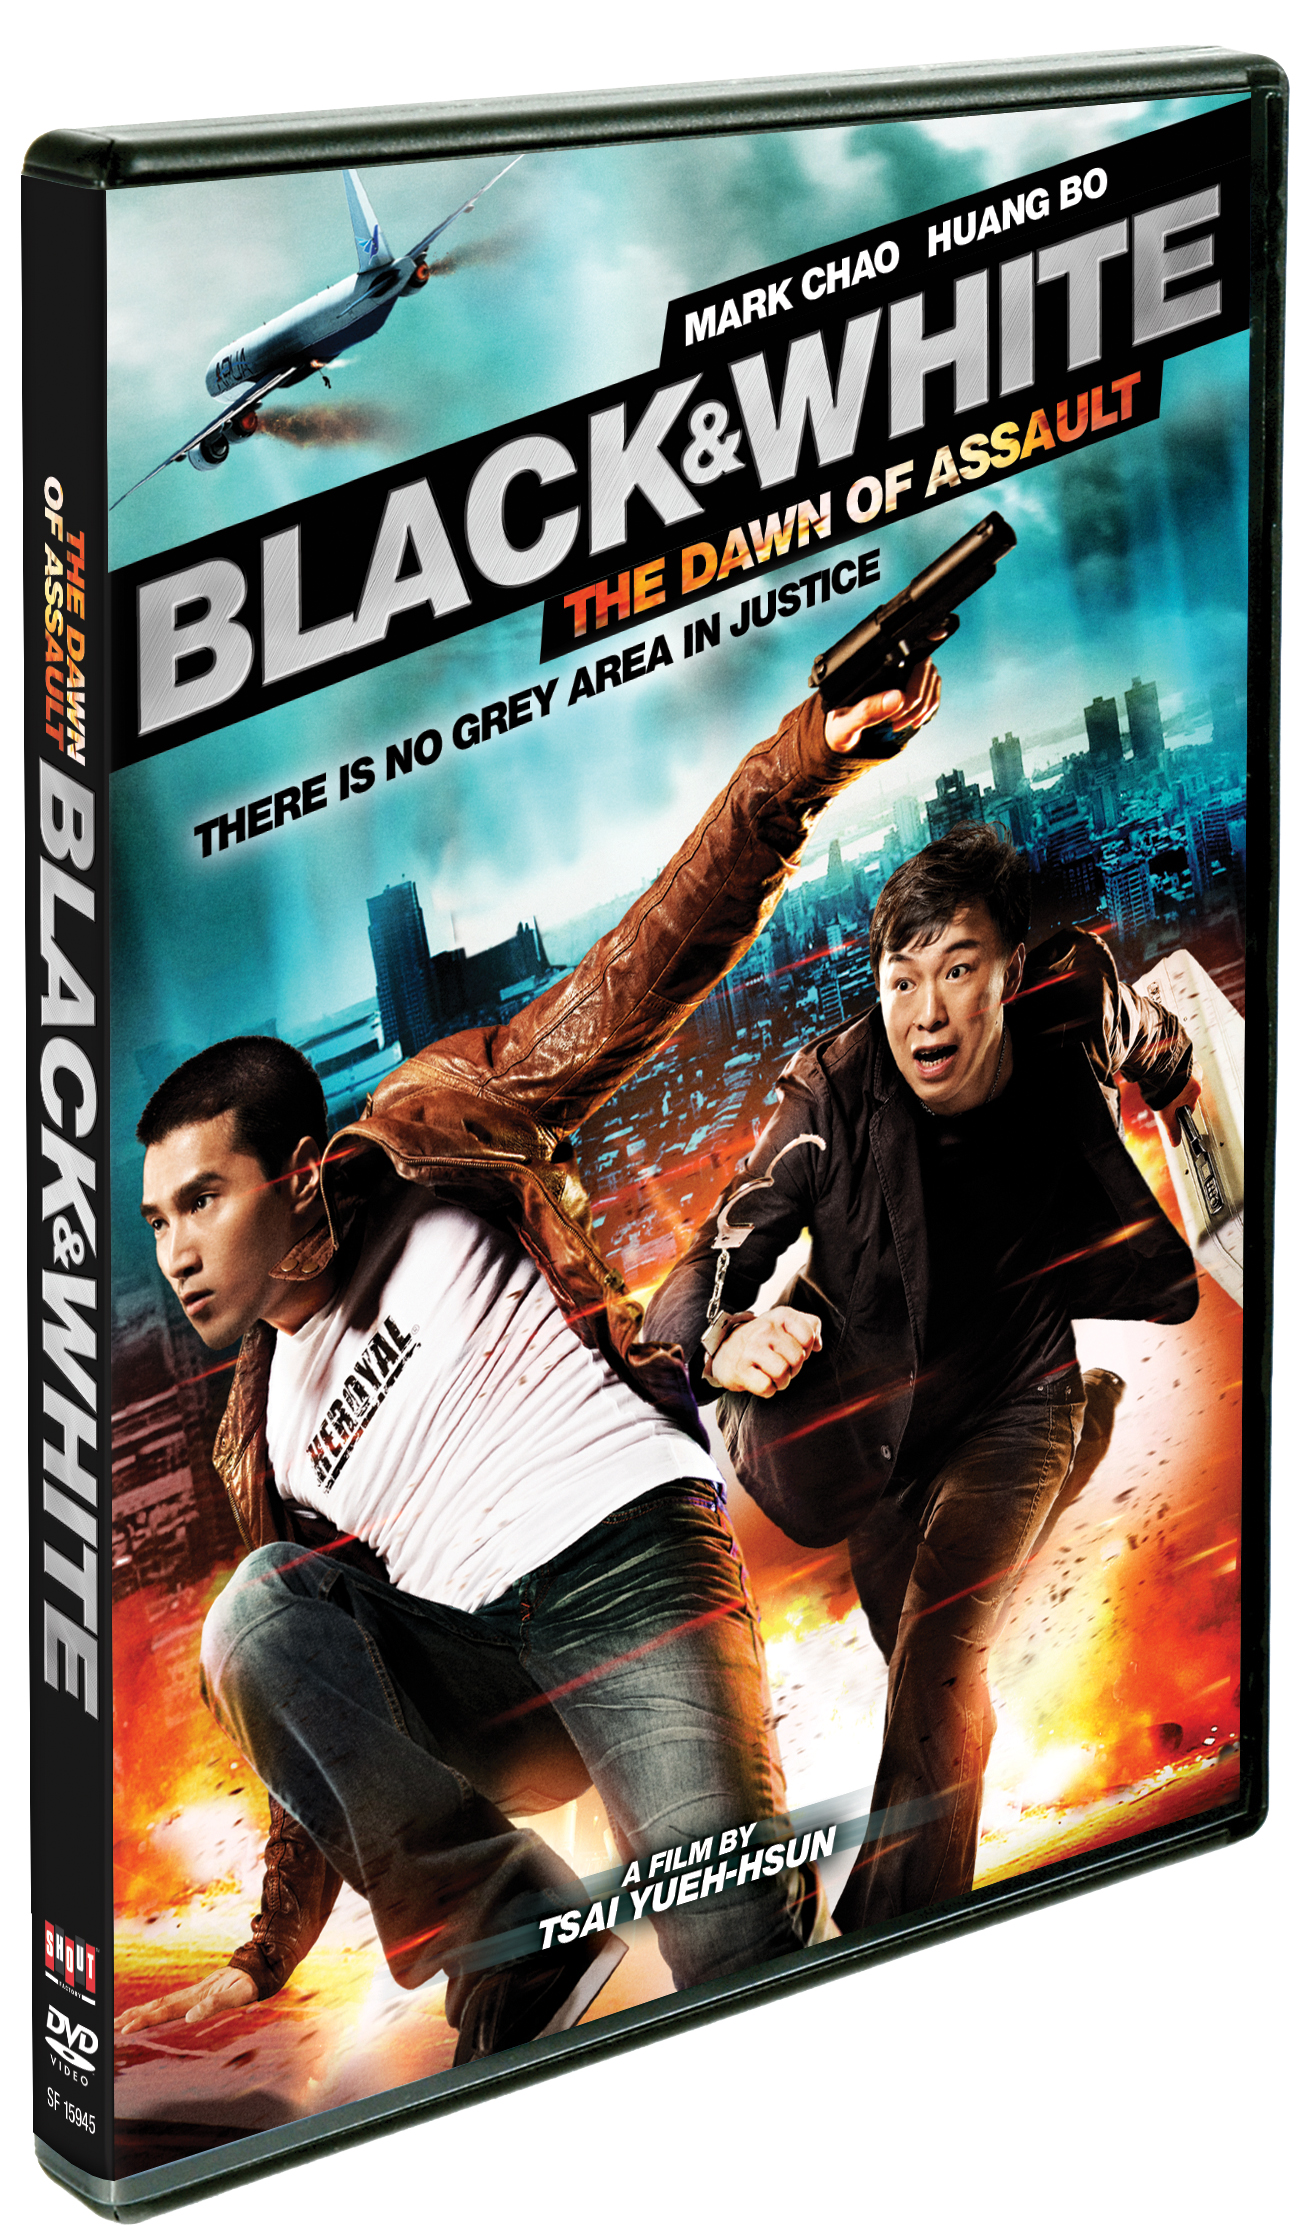 MARK CHAO HUANG BO
BLACK & WHITE
THE DAWN OF ASSAULT
THERE IS NO GREY AREA IN JUSTICE
HEROYAL
A FILM BY
TSAI YUEH-HSUN
THE DAWN
OF ASSAULT
BLACK & WHITE
SHOUT
FACTORY
DVD
VIDEO
SF 15945